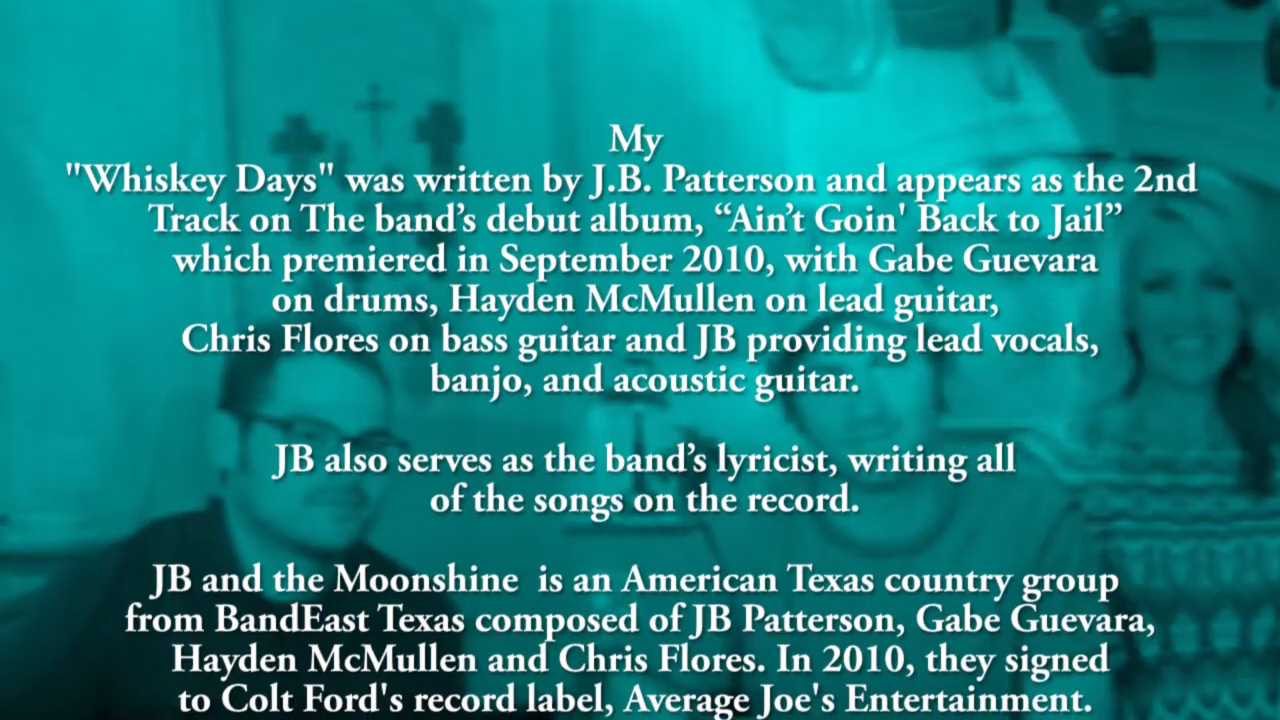 My
"Whiskey Days" was written by J.B. Patterson and appears as the 2nd
Track on The band’s debut album, “Ain’t Goin' Back to Jail”
which premiered in September 2010, with Gabe Guevara
on drums, Hayden McMullen on lead guitar,
Chris Flores on bass guitar and JB providing lead vocals,
banjo, and acoustic guitar.
JB also serves as the band’s lyricist, writing all
of the songs on the record.
JB and the Moonshine  is an American Texas country group
from BandEast Texas composed of JB Patterson, Gabe Guevara,
Hayden McMullen and Chris Flores. In 2010, they signed
to Colt Ford's record label, Average Joe's Entertainment.